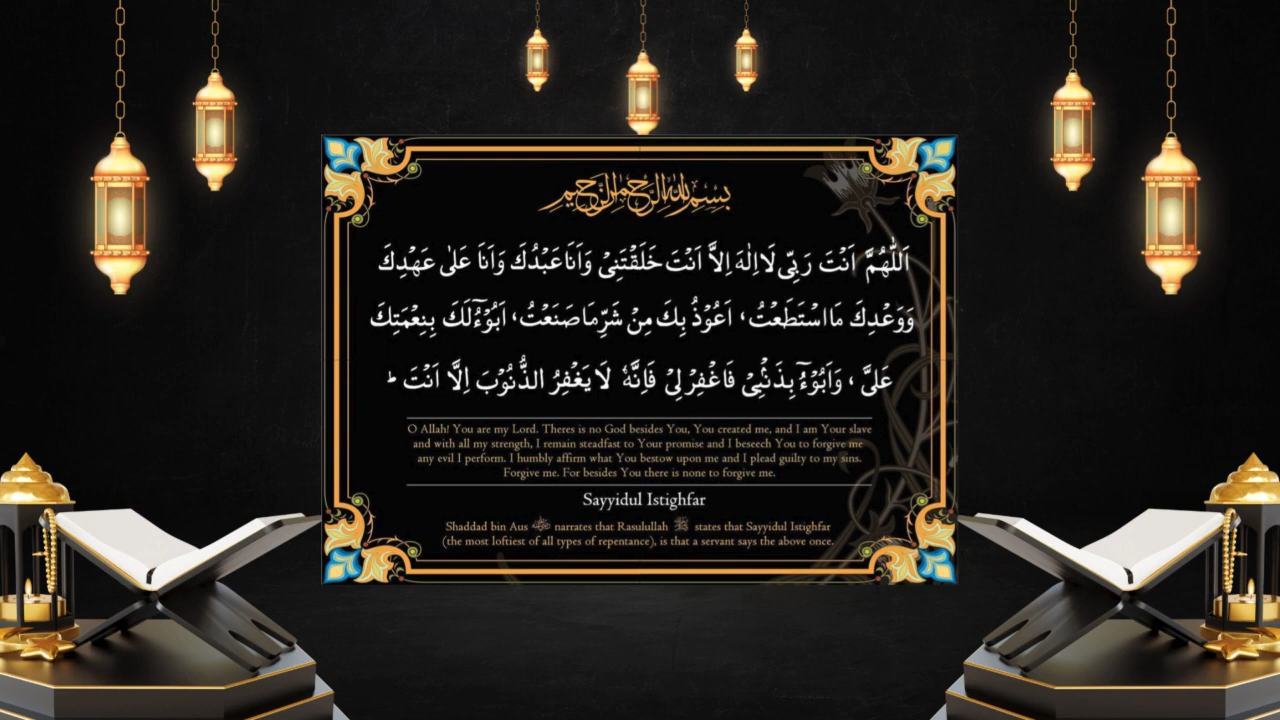 بسم الله الرحمن الرحيم
اَللّٰهُمَّ اَنْتَ رَبِّىْ لَا اِلٰهَ اِلاَّ اَنْتَ خَلَقْتَنِىْ وَاَنَا عَبْدُكَ وَاَنَا عَلٰى عَهْدِكَ
وَوَعْدِكَ مَا اسْتَطَعْتُ، اَعُوْذُ بِكَ مِنْ شَرِّ مَا صَنَعْتُ، اَبُوْٓءُ لَكَ بِنِعْمَتِكَ
عَلَىَّ ، وَاَبُوْٓءُ بِذَنْۢبِىْ فَاغْفِرْ لِىْ فَاِنَّهٗ لَا يَغْفِرُ الذُّنُوْبَ اِلَّا اَنْتَ ؕ
O Allah! You are my Lord. Theres is no God besides You, You created me, and I am Your slave
and with all my strength, I remain steadfast to Your promise and I beseech You to forgive me
any evil I perform. I humbly affirm what You bestow upon me and I plead guilty to my sins.
Forgive me. For besides You there is none to forgive me.
Sayyidul Istighfar
Shaddad bin Aus narrates that Rasulullah ﷺ states that Sayyidul Istighfar
(the most loftiest of all types of repentance), is that a servant says the above once.